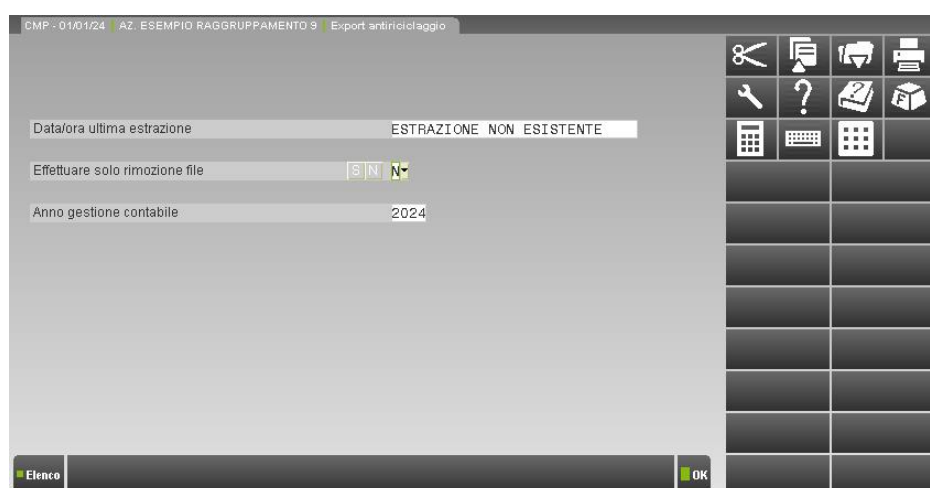 CMP - 01/01/24 AZ. ESEMPIO RAGGRUPPAMENTO 9 Export antiriciclaggio
Data/ora ultima estrazione ESTRAZIONE NON ESISTENTE
Effettuare solo rimozione file S N N
Anno gestione contabile 2024
Elenco OK